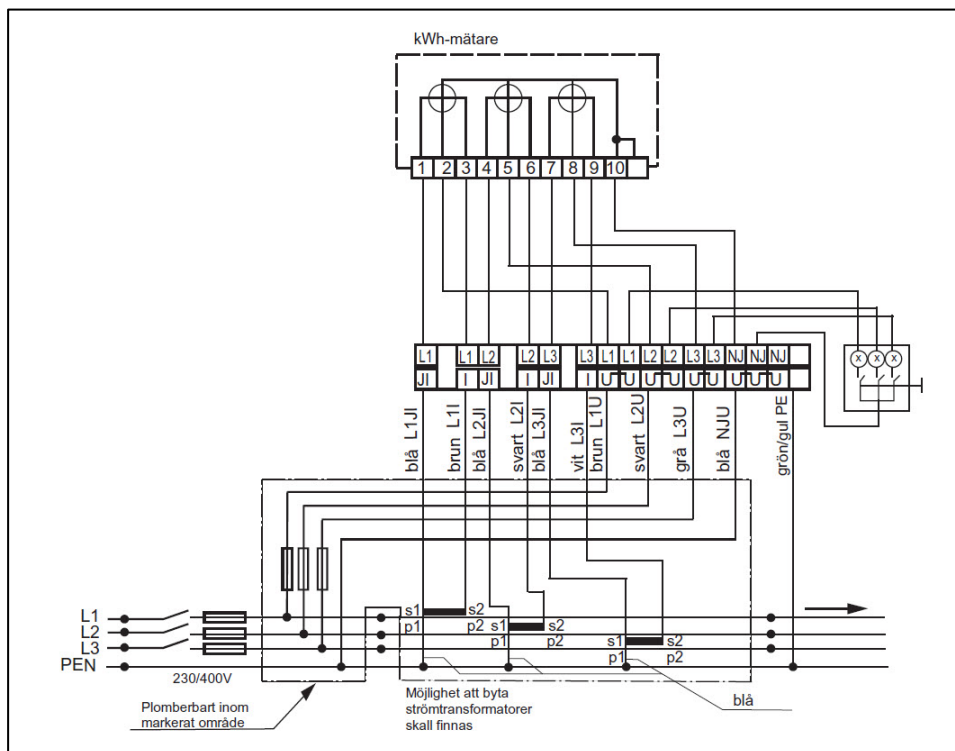 kWh-mätare
1 2 3 4 5 6 7 8 9 10
L1 L1 L2 L2 L3 L3 L1 L1 L2 L2 L3 L3 NJ NJ NJ
JI I JI I JI I U U U U U U U U U
X X X
blå L1JI
brun L1I
blå L2JI
svart L2I
blå L3JI
vit L3I
brun L1U
svart L2U
grå L3U
blå NJU
grön/gul PE
L1
L2
L3
PEN
230/400V
s1 s2
p1 p2
s1 s2
p1 p2
s1 s2
p1 p2
Plomberbart inom
markerat område
Möjlighet att byta
strömtransformatorer
skall finnas
blå